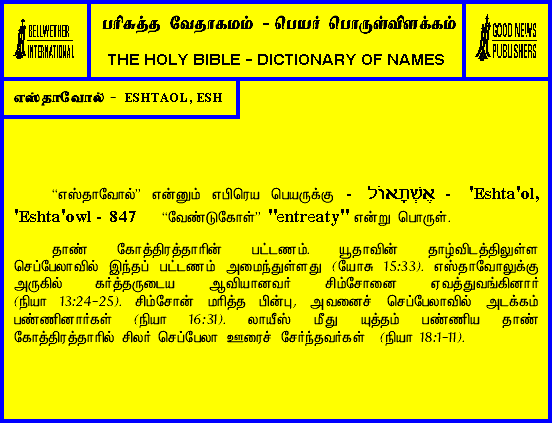 BELLWETHER
INTERNATIONAL
பரிசுத்த வேதாகமம் - பெயர் பொருள்விளக்கம்
THE HOLY BIBLE - DICTIONARY OF NAMES
GOOD NEWS
PUBLISHERS
எஸ்தாவோல் - ESHTAOL, ESH
“எஸ்தாவோல்” என்னும் எபிரெய பெயருக்கு - אֶשְׁתָּאוֹל - 'Eshta'ol,
'Eshta'owl - 847 “வேண்டுகோள்” "entreaty" என்று பொருள்.
தாண் கோத்திரத்தாரின் பட்டணம். யூதாவின் தாழ்விடத்திலுள்ள
செப்பேலாவில் இந்தப் பட்டணம் அமைந்துள்ளது (யோசு 15:33). எஸ்தாவோலுக்கு
அருகில் கர்த்தருடைய ஆவியானவர் சிம்சோனை ஏவத்துவங்கினார்
(நியா 13:24-25). சிம்சோன் மரித்த பின்பு, அவனைச் செப்பேலாவில் அடக்கம்
பண்ணினார்கள் (நியா 16:31). லாயீஸ் மீது யுத்தம் பண்ணிய தாண்
கோத்திரத்தாரில் சிலர் செப்பேலா ஊரைச் சேர்ந்தவர்கள் (நியா 18:1-11).